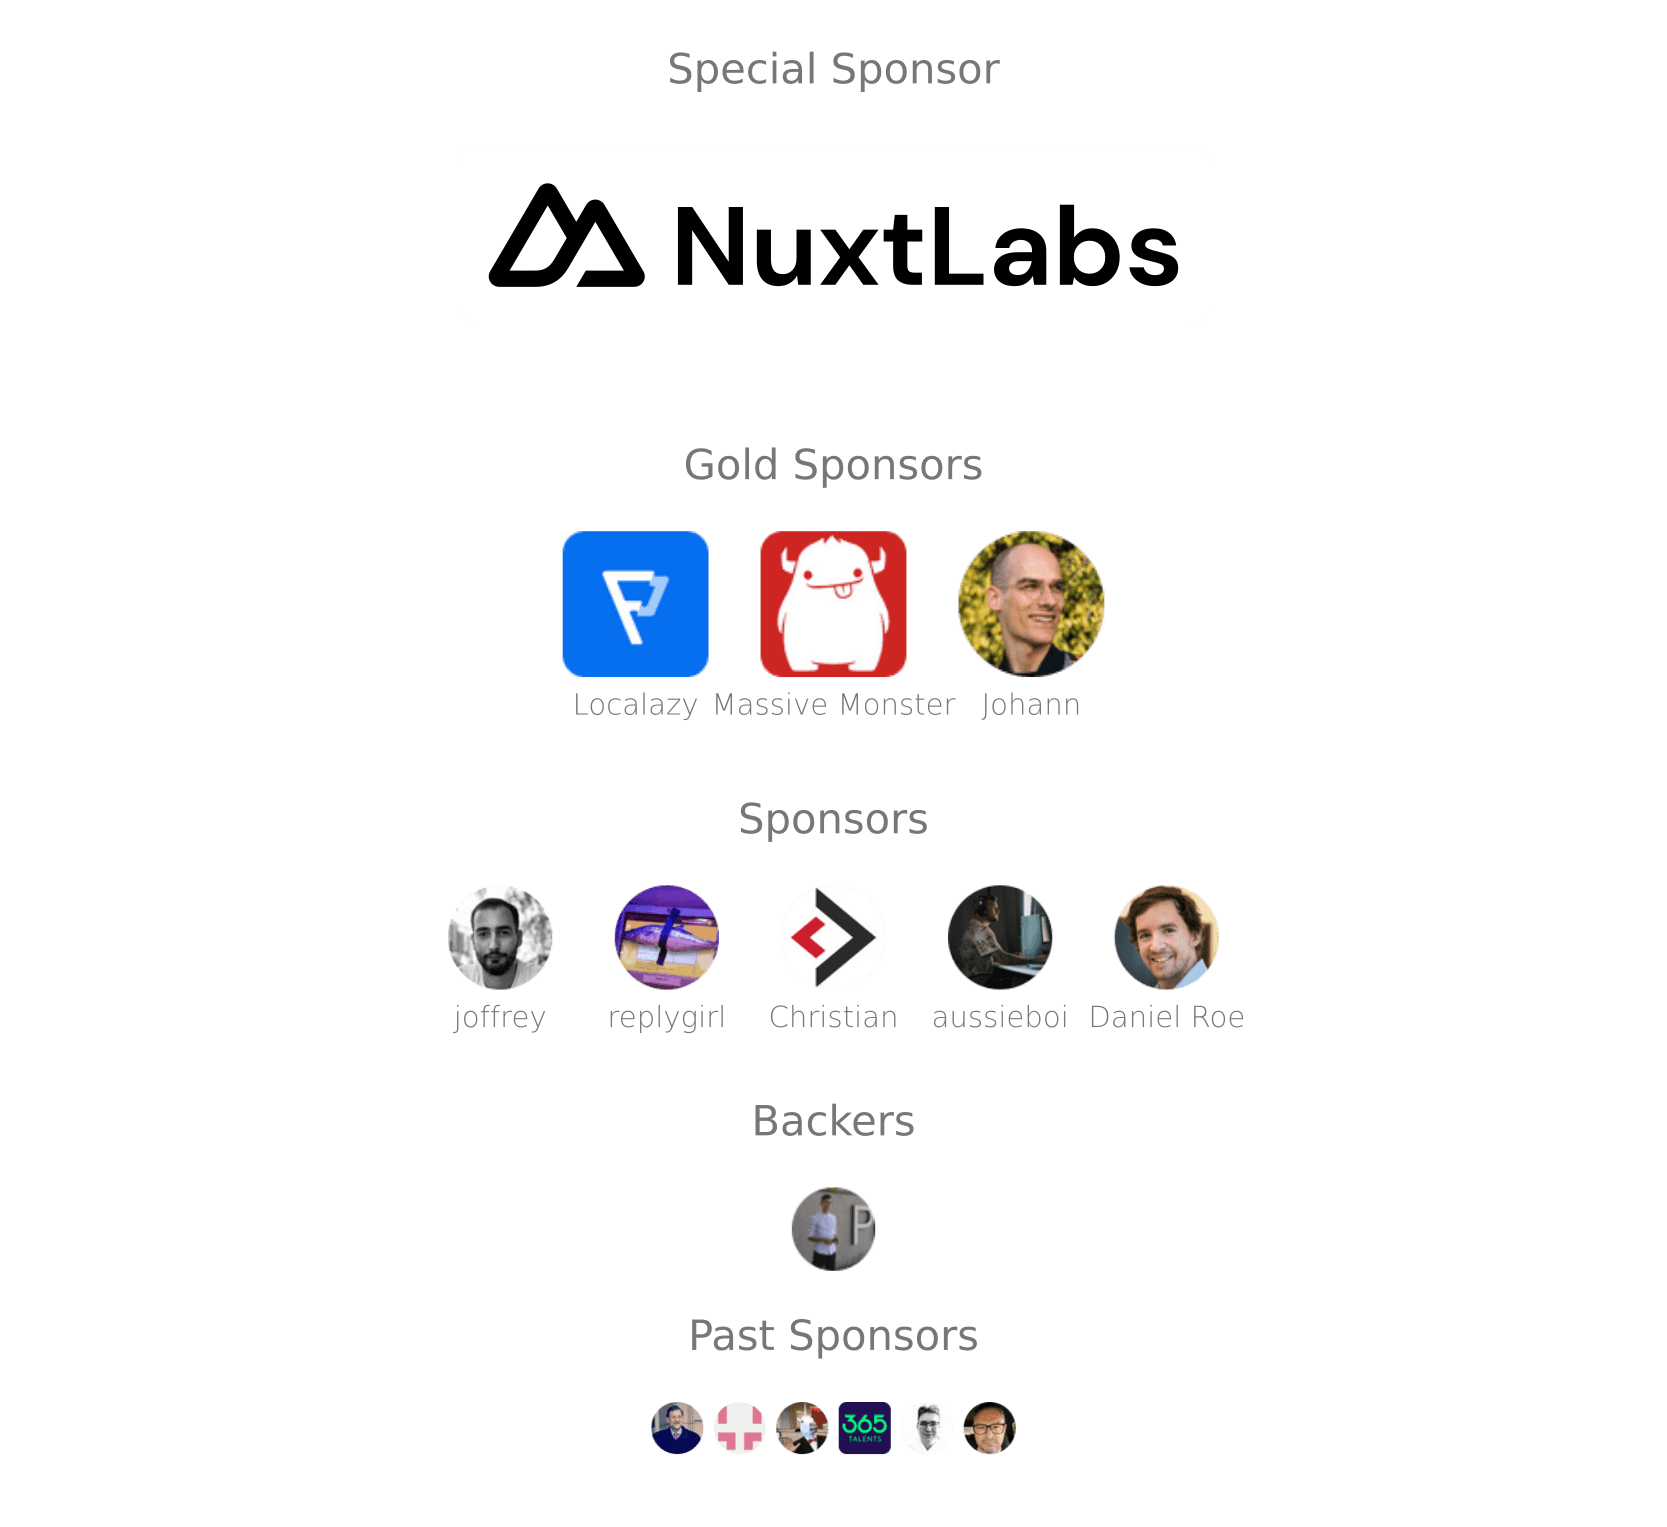 Special Sponsor
NuxtLabs
Gold Sponsors
Localazy Massive Monster Johann
Sponsors
joffrey replygirl Christian aussieboi Daniel Roe
Backers
P
Past Sponsors
365
TALENTS